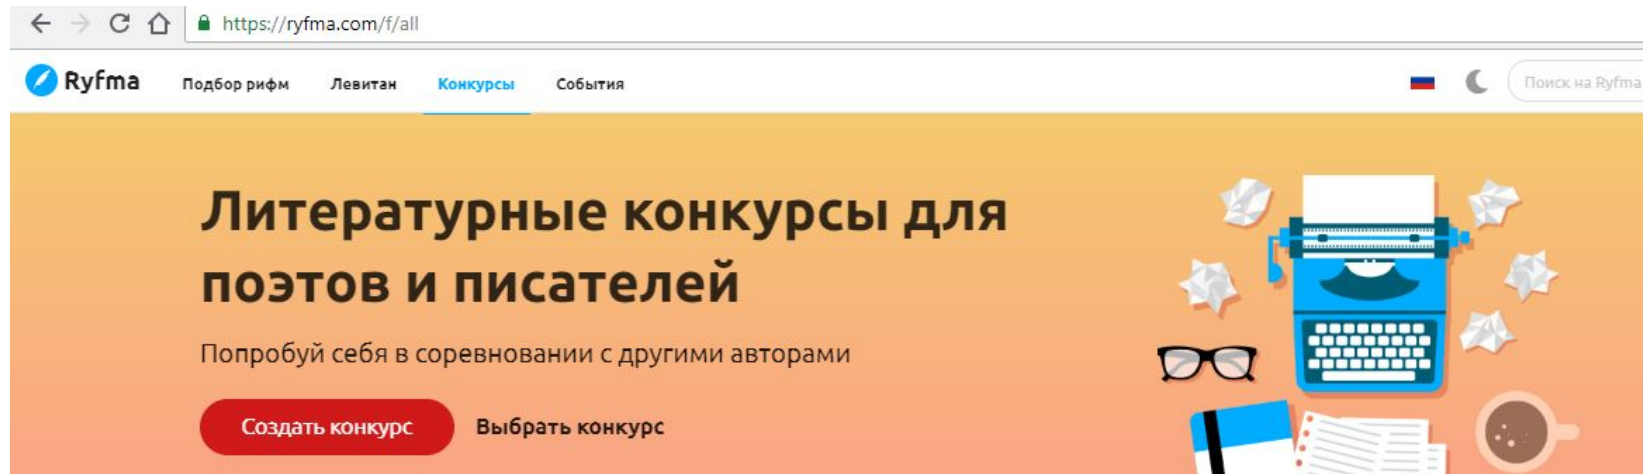 https://ryfma.com/f/all
Ryfma Подбор рифм Левитан Конкурсы События Поиск на Ryfma
Литературные конкурсы для
поэтов и писателей
Попробуй себя в соревновании с другими авторами
Создать конкурс Выбрать конкурс